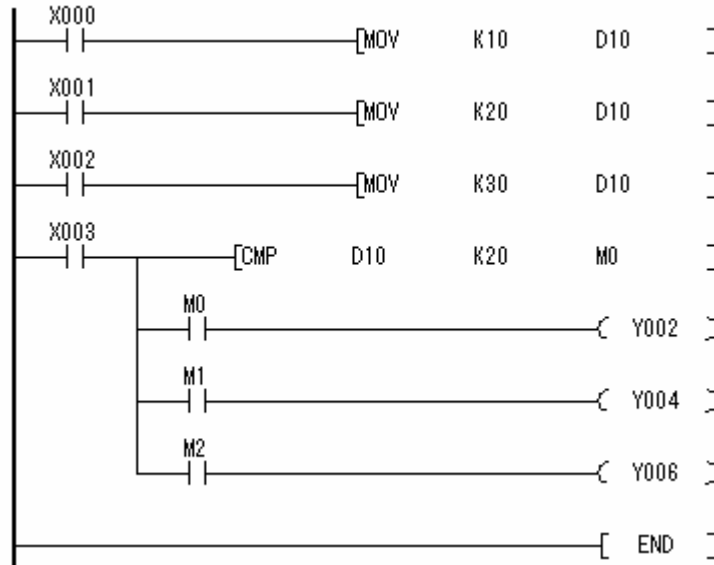 X000
[MOV K10 D10 ]
X001
[MOV K20 D10 ]
X002
[MOV K30 D10 ]
X003
[CMP D10 K20 M0 ]
M0
( Y002 )
M1
( Y004 )
M2
( Y006 )
[ END ]